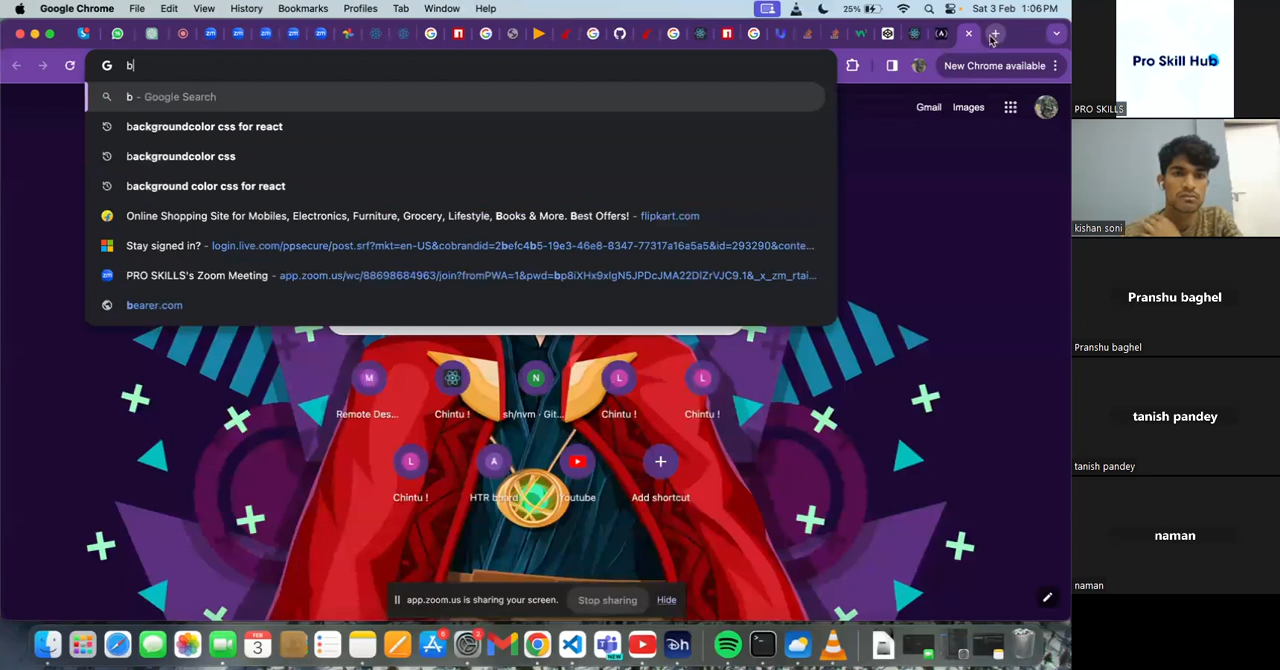 Google Chrome File Edit View History Bookmarks Profiles Tab Window Help
25% Sat 3 Feb 1:06 PM
b
New Chrome available
b - Google Search
backgroundcolor css for react
backgroundcolor css
background color css for react
Online Shopping Site for Mobiles, Electronics, Furniture, Grocery, Lifestyle, Books & More. Best Offers! - flipkart.com
Stay signed in? - login.live.com/ppsecure/post.srf?mkt=en-US&cobrandid=2befc4b5-19e3-46e8-8347-77317a16a5a5&id=293290&conte...
PRO SKILLS's Zoom Meeting - app.zoom.us/wc/88698684963/join?fromPWA=1&pwd=bp8iXHx9xIgN5JPDcJMA22DlZrVJC9.1&_x_zm_rtai...
bearer.com
Gmail Images
M N L L
Remote Des... Chintu ! sh/nvm · Git... Chintu ! Chintu !
L A
Chintu ! HTR board Youtube Add shortcut
app.zoom.us is sharing your screen. Stop sharing Hide
FEB
3
Pro Skill Hub
PRO SKILLS
kishan soni
Pranshu baghel
Pranshu baghel
tanish pandey
tanish pandey
naman
naman